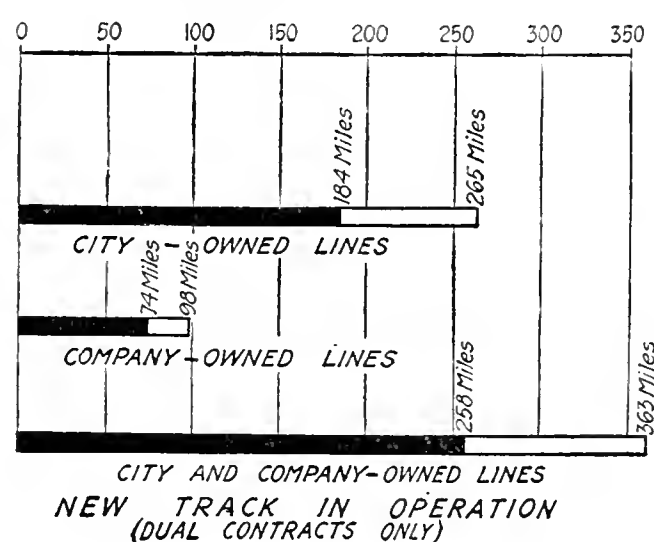 0 50 100 150 200 250 300 350
184 Miles
265 Miles
CITY - OWNED LINES
74 Miles
98 Miles
COMPANY - OWNED LINES
258 Miles
363 Miles
CITY AND COMPANY-OWNED LINES
NEW TRACK IN OPERATION
(DUAL CONTRACTS ONLY)